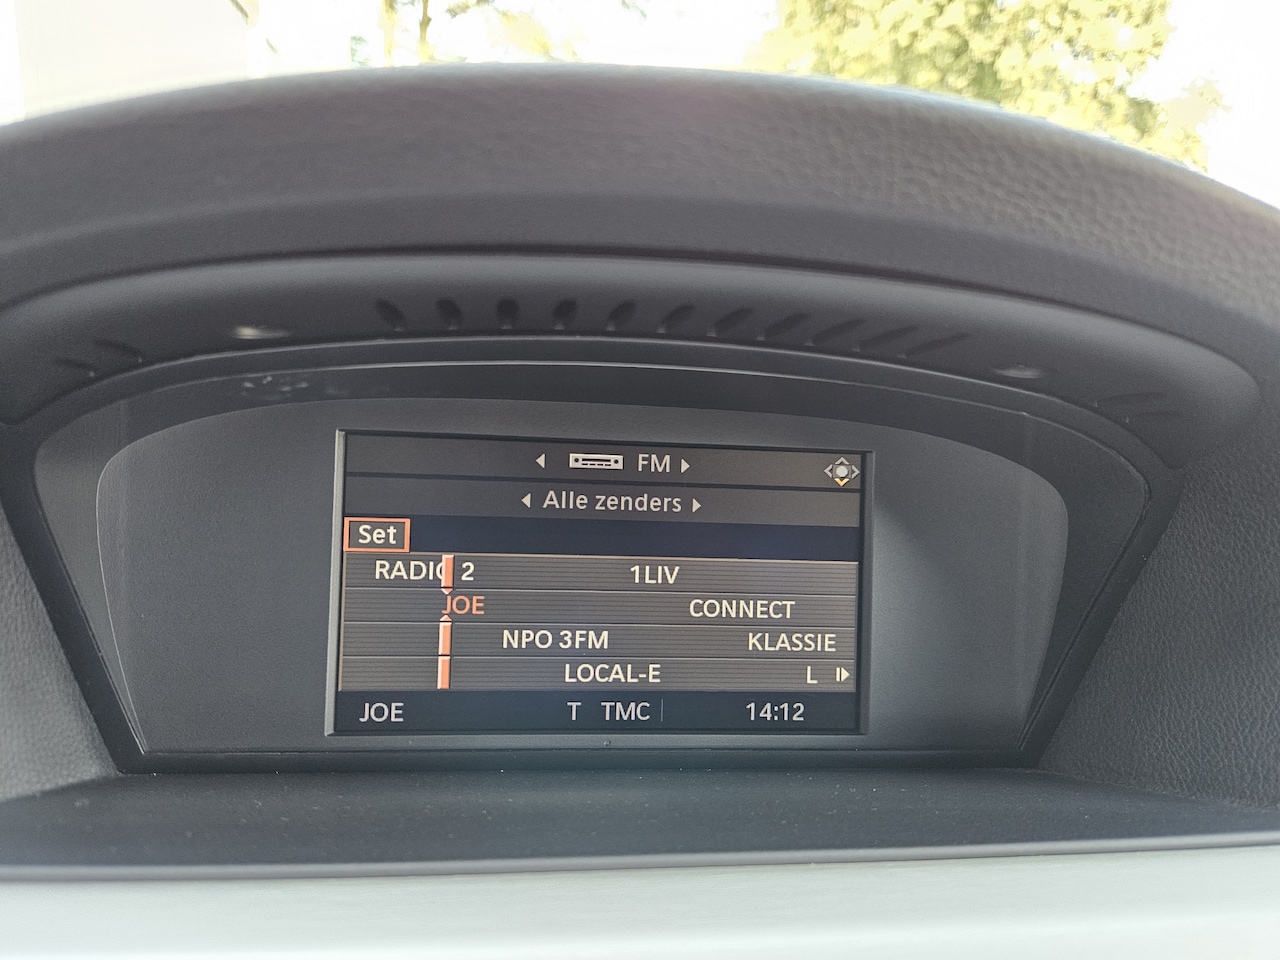 FM
Alle zenders
Set
RADIO 2 1LIV
JOE CONNECT
NPO 3FM KLASSIE
LOCAL-E L
JOE T TMC 14:12